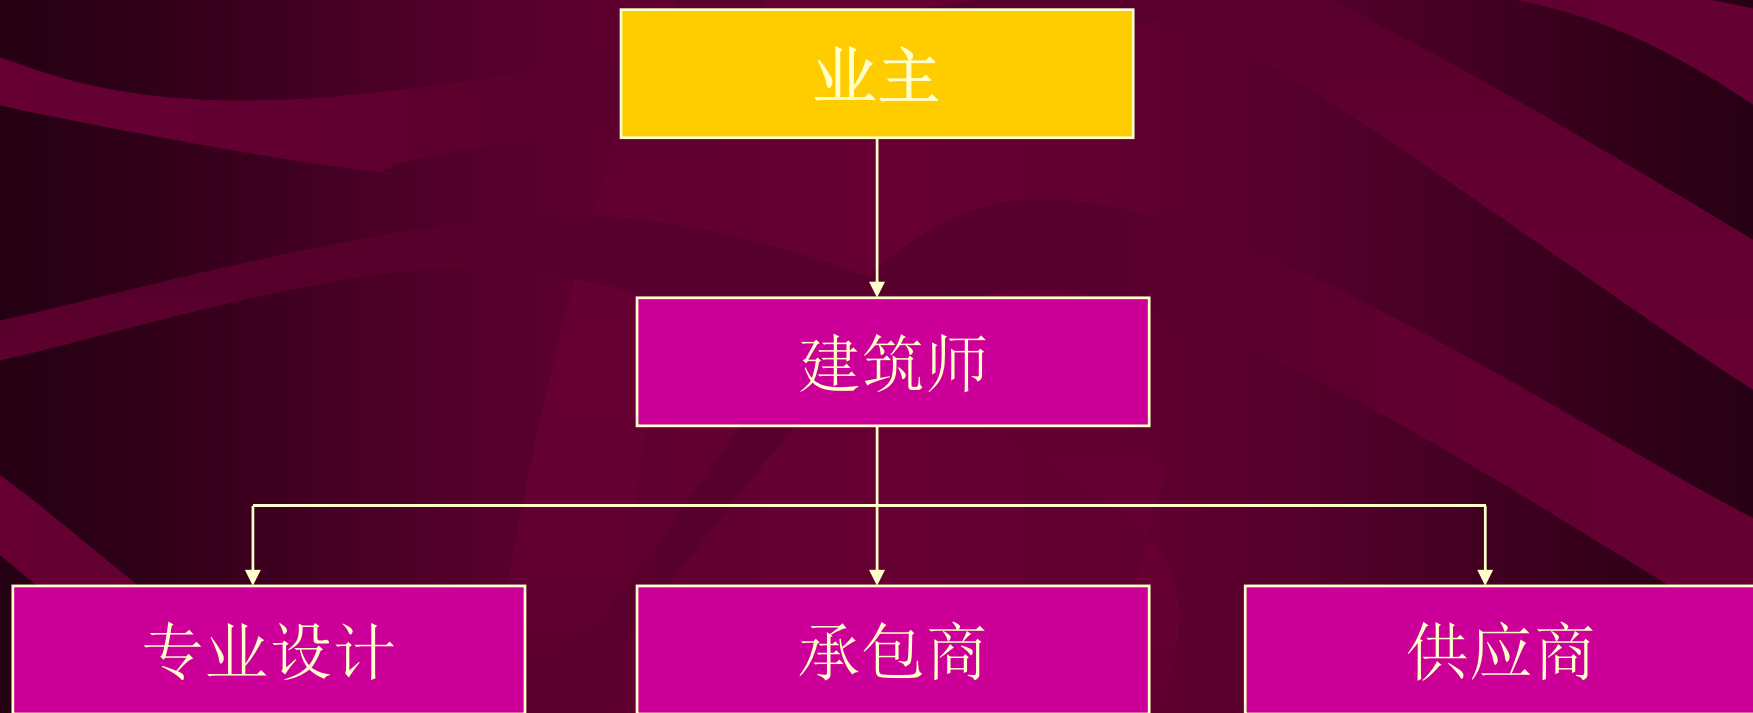 业主
建筑师
专业设计
承包商
供应商